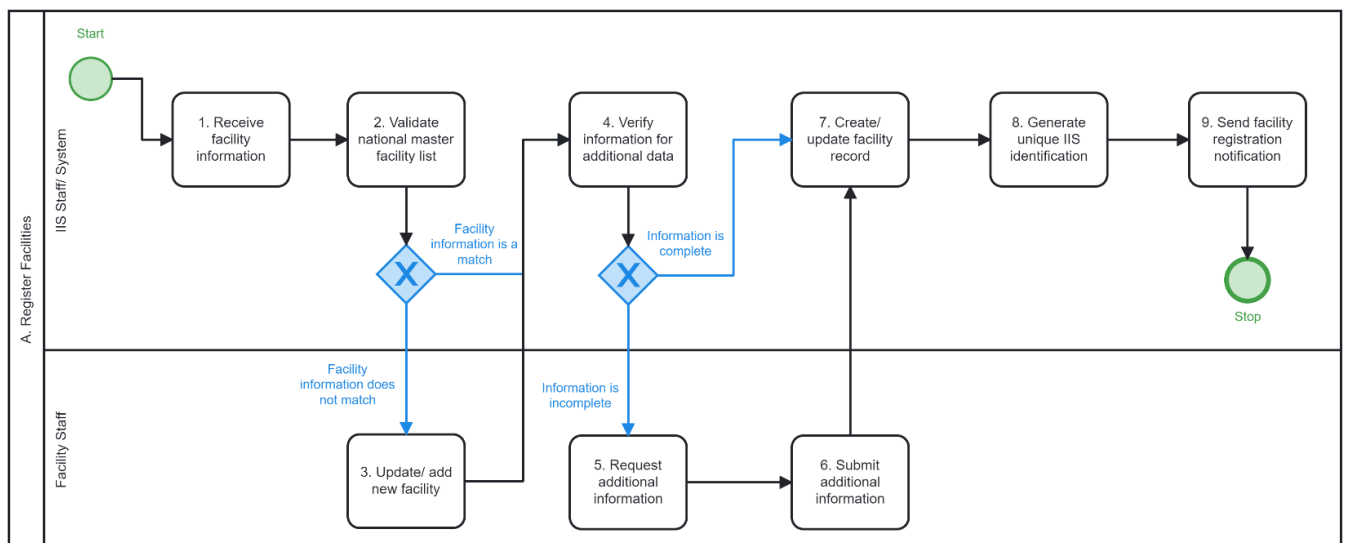 A. Register Facilities
IIS Staff/ System
Start
1. Receive
facility
information
2. Validate
national master
facility list
Facility
information is a
match
4. Verify
information for
additional data
Information is
complete
7. Create/
update facility
record
8. Generate
unique IIS
identification
9. Send facility
registration
notification
X
X
Stop
Facility Staff
Facility
information does
not match
3. Update/ add
new facility
Information is
incomplete
5. Request
additional
information
6. Submit
additional
information